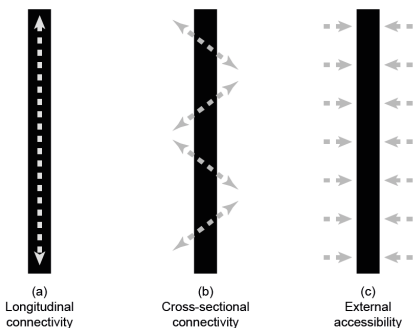 (a)
Longitudinal
connectivity
(b)
Cross-sectional
connectivity
(c)
External
accessibility